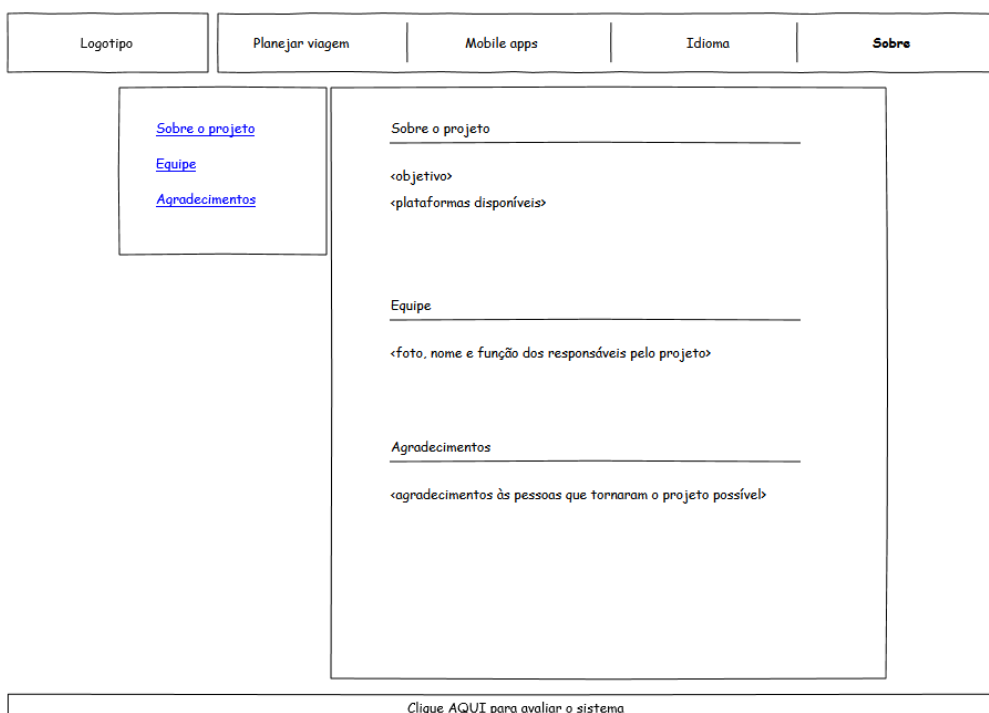 Logotipo
Planejar viagem
Mobile apps
Idioma
Sobre
Sobre o projeto
Equipe
Agradecimentos
Sobre o projeto
<objetivo>
<plataformas disponíveis>
Equipe
<foto, nome e função dos responsáveis pelo projeto>
Agradecimentos
<agradecimentos às pessoas que tornaram o projeto possível>
Clique AQUI para avaliar o sistema